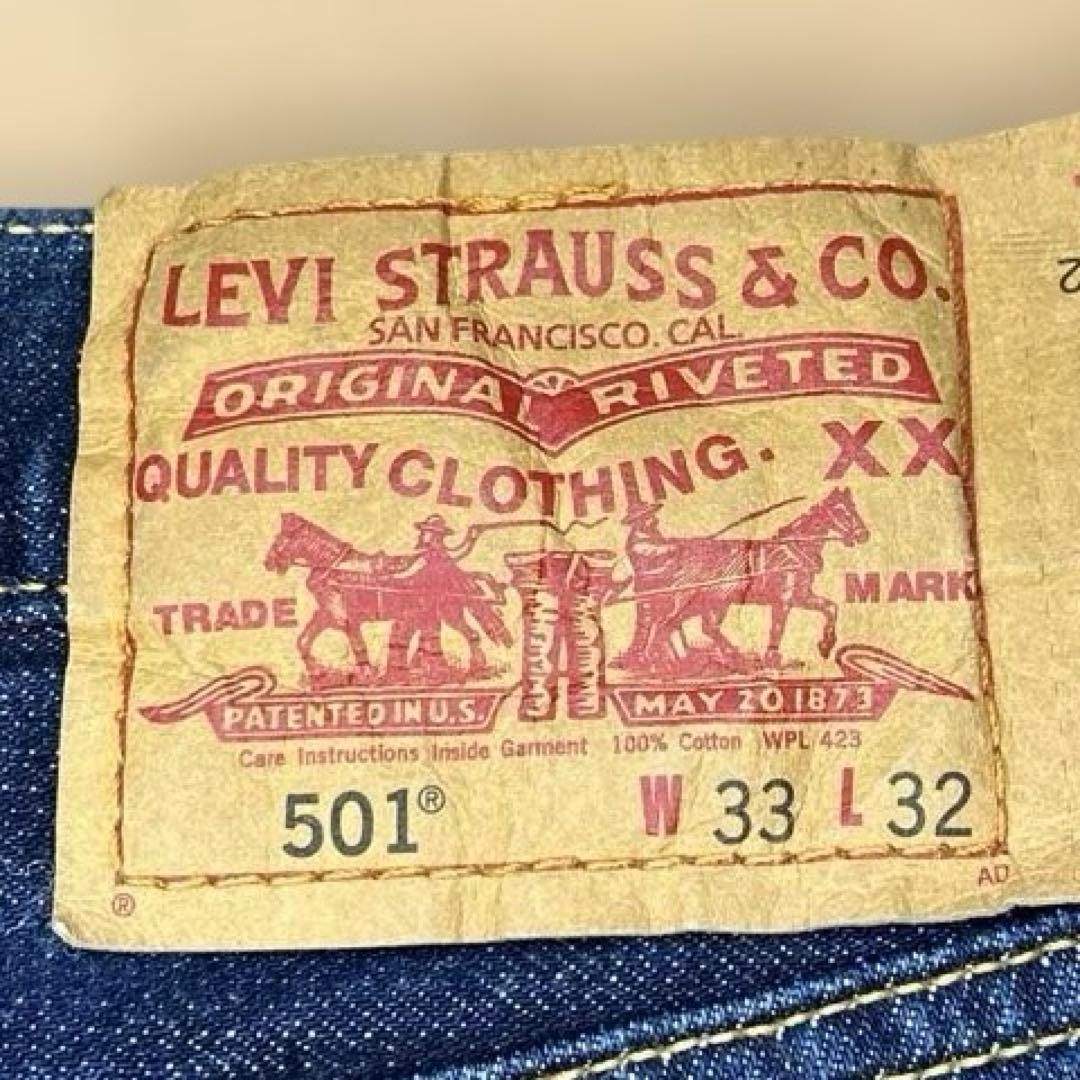 LEVI STRAUSS & CO.
SAN FRANCISCO. CAL.
ORIGINAL RIVETED
QUALITY CLOTHING. XX
TRADE MARK
PATENTED IN U.S. MAY 20 1873
Care Instructions Inside Garment 100% Cotton WPL 423
501® W 33 L 32
AD
®